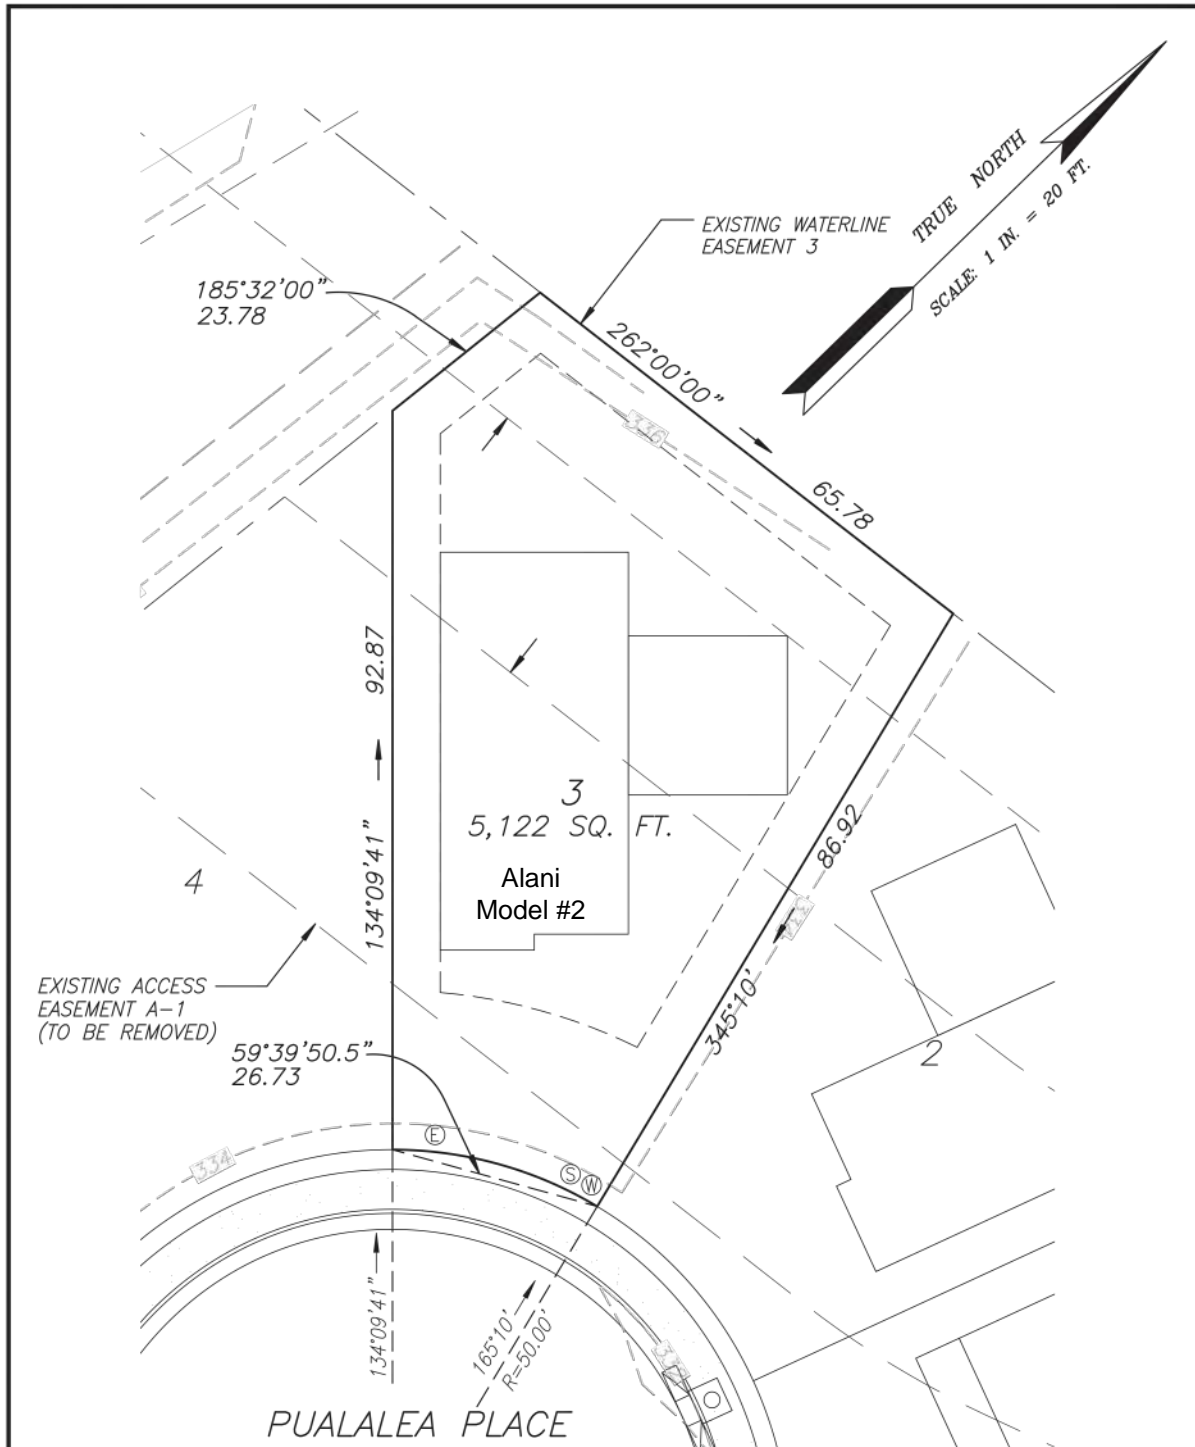 TRUE NORTH
SCALE: 1 IN. = 20 FT.
EXISTING WATERLINE
EASEMENT 3
185°32'00"
23.78
262°00'00"
336
65.78
92.87
134°09'41"
3
5,122 SQ. FT.
Alani
Model #2
86.92
345°10'
4
EXISTING ACCESS
EASEMENT A-1
(TO BE REMOVED)
2
59°39'50.5"
26.73
E
S W
334
134°09'41"
165°10'
R=50.00'
PUALALEA PLACE